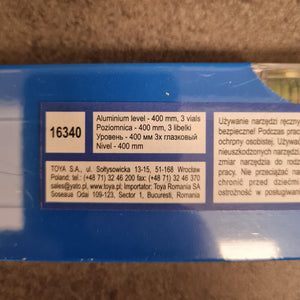 16340
Aluminium level - 400 mm, 3 vials
Poziomnica - 400 mm, 3 libelki
Уровень - 400 мм 3х глазковый
Nivel - 400 mm
TOYA S.A., ul. Sołtysowicka 13-15, 51-168 Wrocław
Poland; tel.: (+48 71) 32 46 200 fax: (+48 71) 32 46 370
sales@yato.pl; www.toya.pl; Importator: Toya Romania SA
Soseaua Odai 109-123, Sector 1, Bucuresti, Romania
Używanie narzędzi ręczny
bezpieczne! Podczas prac
ochrpny osobistej. Używać
nieuszkodzonych narzędzi
zmiar narzędzia do rodza
pracy. Nie przeciążać na
chronić przed dziećmi
ostrożność w posługiwan